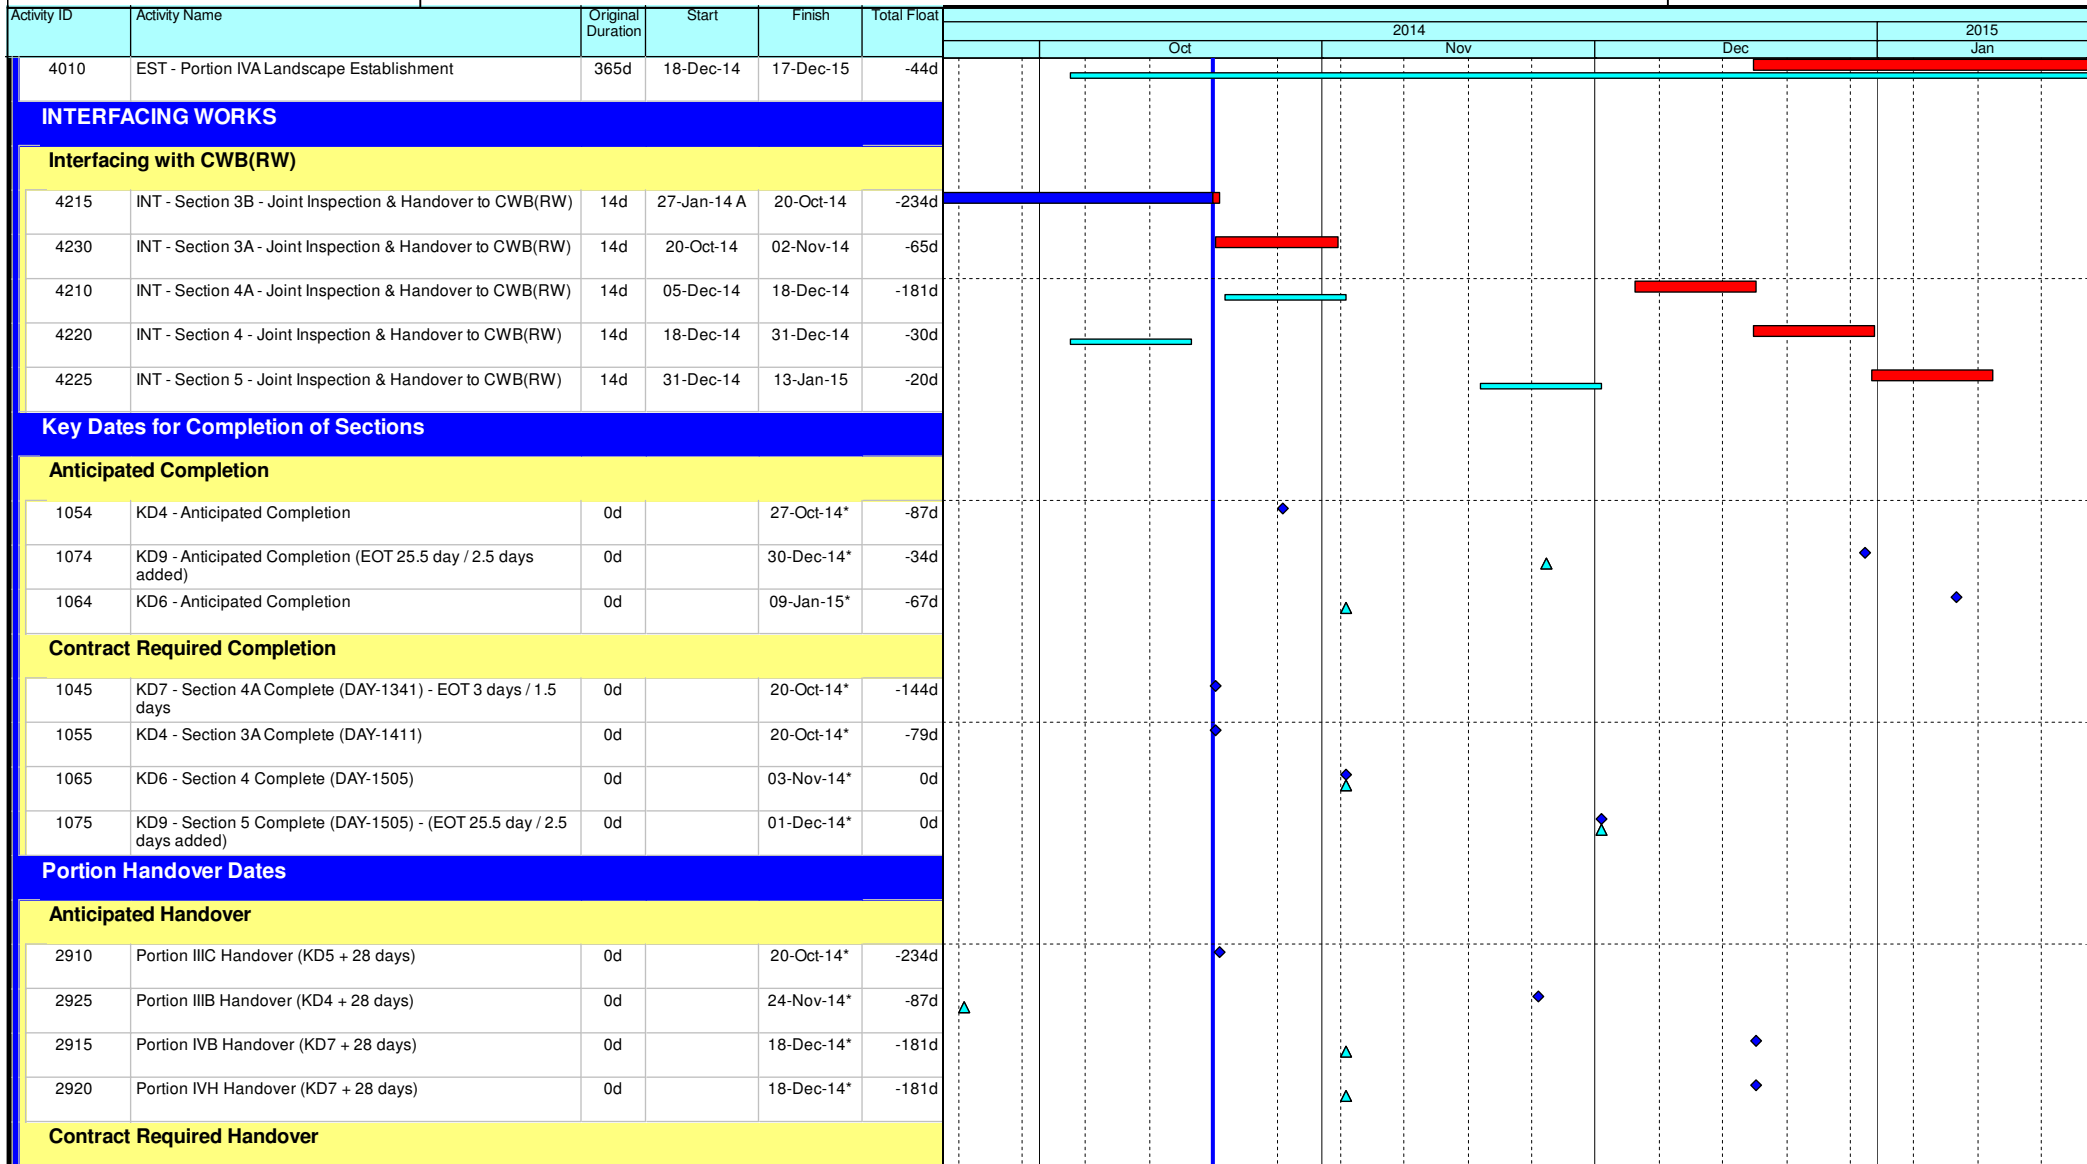 Activity ID Activity Name Original Duration Start Finish Total Float
2014 2015
Oct Nov Dec Jan
4010 EST - Portion IVA Landscape Establishment 365d 18-Dec-14 17-Dec-15 -44d
INTERFACING WORKS
Interfacing with CWB(RW)
4215 INT - Section 3B - Joint Inspection & Handover to CWB(RW) 14d 27-Jan-14 A 20-Oct-14 -234d
4230 INT - Section 3A - Joint Inspection & Handover to CWB(RW) 14d 20-Oct-14 02-Nov-14 -65d
4210 INT - Section 4A - Joint Inspection & Handover to CWB(RW) 14d 05-Dec-14 18-Dec-14 -181d
4220 INT - Section 4 - Joint Inspection & Handover to CWB(RW) 14d 18-Dec-14 31-Dec-14 -30d
4225 INT - Section 5 - Joint Inspection & Handover to CWB(RW) 14d 31-Dec-14 13-Jan-15 -20d
Key Dates for Completion of Sections
Anticipated Completion
1054 KD4 - Anticipated Completion 0d 27-Oct-14* -87d
1074 KD9 - Anticipated Completion (EOT 25.5 day / 2.5 days 0d 30-Dec-14* -34d
added)
1064 KD6 - Anticipated Completion 0d 09-Jan-15* -67d
Contract Required Completion
1045 KD7 - Section 4A Complete (DAY-1341) - EOT 3 days / 1.5 0d 20-Oct-14* -144d
days
1055 KD4 - Section 3A Complete (DAY-1411) 0d 20-Oct-14* -79d
1065 KD6 - Section 4 Complete (DAY-1505) 0d 03-Nov-14* 0d
1075 KD9 - Section 5 Complete (DAY-1505) - (EOT 25.5 day / 2.5 0d 01-Dec-14* 0d
days added)
Portion Handover Dates
Anticipated Handover
2910 Portion IIIC Handover (KD5 + 28 days) 0d 20-Oct-14* -234d
2925 Portion IIIB Handover (KD4 + 28 days) 0d 24-Nov-14* -87d
2915 Portion IVB Handover (KD7 + 28 days) 0d 18-Dec-14* -181d
2920 Portion IVH Handover (KD7 + 28 days) 0d 18-Dec-14* -181d
Contract Required Handover